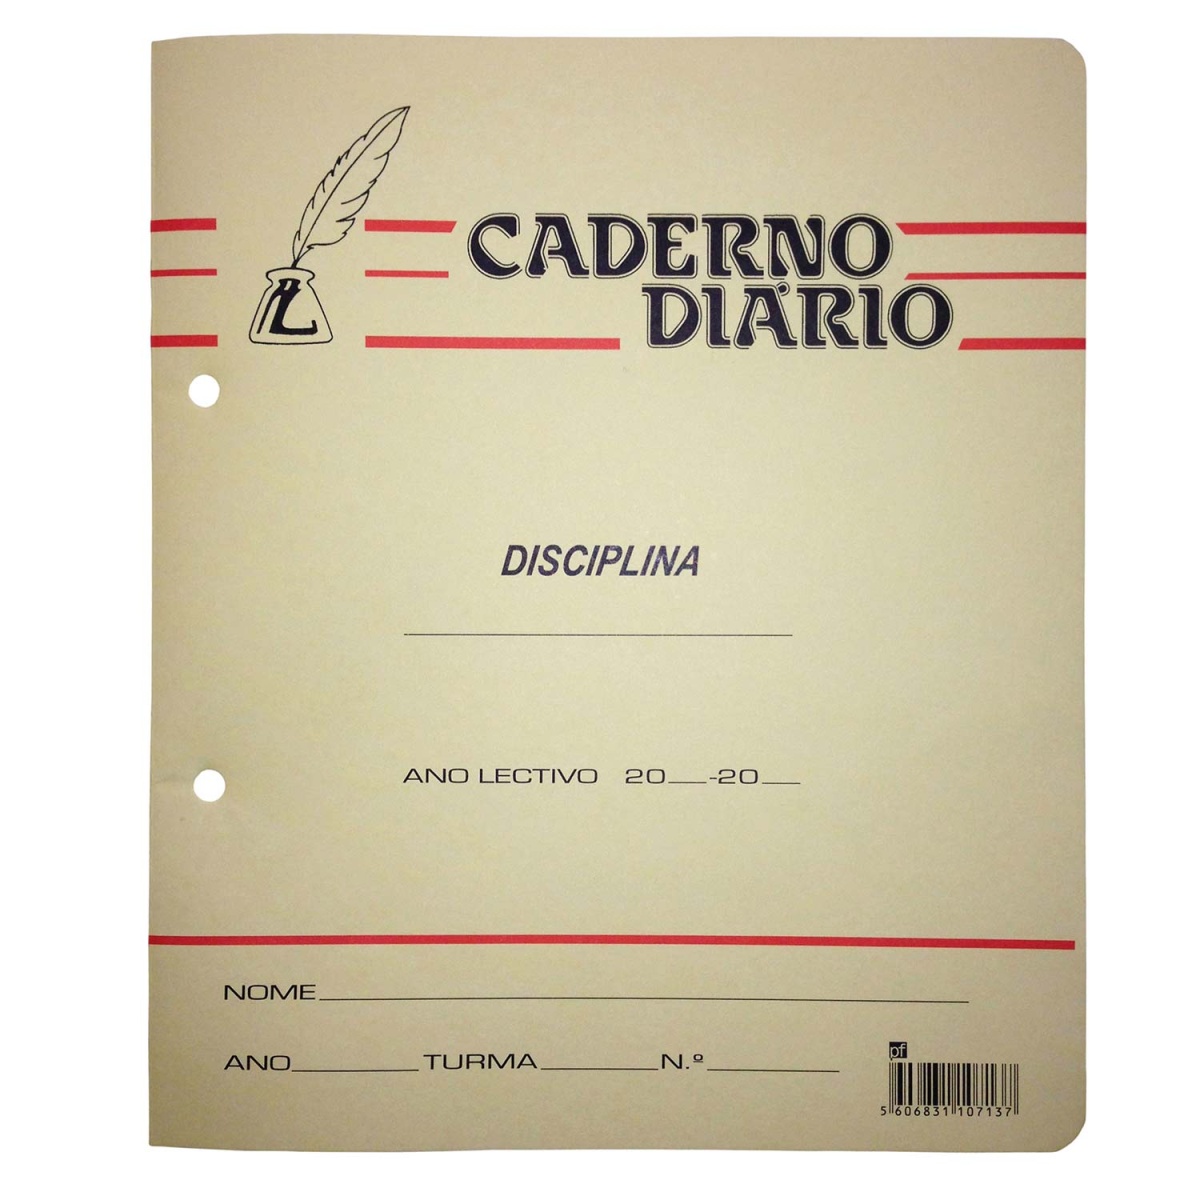 CADERNO
DIÁRIO
DISCIPLINA
ANO LECTIVO 20__-20__
NOME
ANO TURMA N.º
pf
5 606831 107137